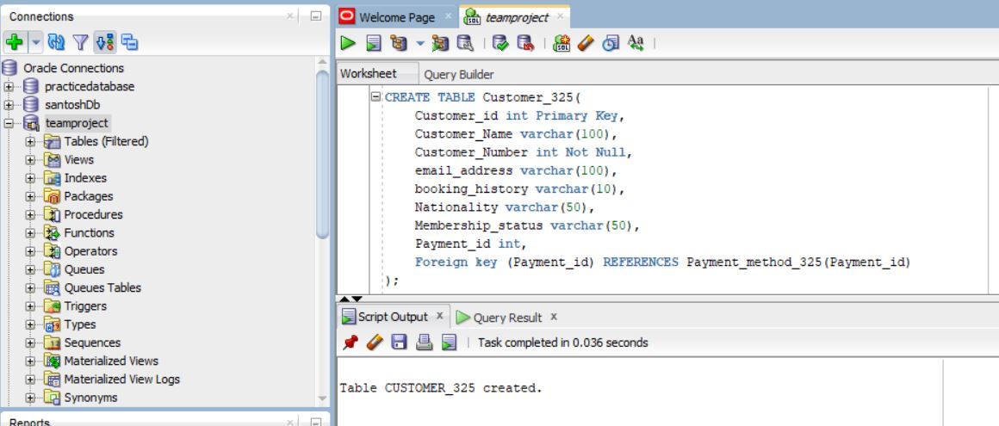 Connections
Oracle Connections
practicedatabase
santoshDb
teamproject
Tables (Filtered)
Views
Indexes
Packages
Procedures
Functions
Operators
Queues
Queues Tables
Triggers
Types
Sequences
Materialized Views
Materialized View Logs
Synonyms
Reports
Welcome Page
teamproject
Worksheet
Query Builder
CREATE TABLE Customer_325(
Customer_id int Primary Key,
Customer_Name varchar(100),
Customer_Number int Not Null,
email_address varchar(100),
booking_history varchar(10),
Nationality varchar(50),
Membership_status varchar(50),
Payment_id int,
Foreign key (Payment_id) REFERENCES Payment_method_325(Payment_id)
);
Script Output x
Query Result x
Task completed in 0.036 seconds
Table CUSTOMER_325 created.